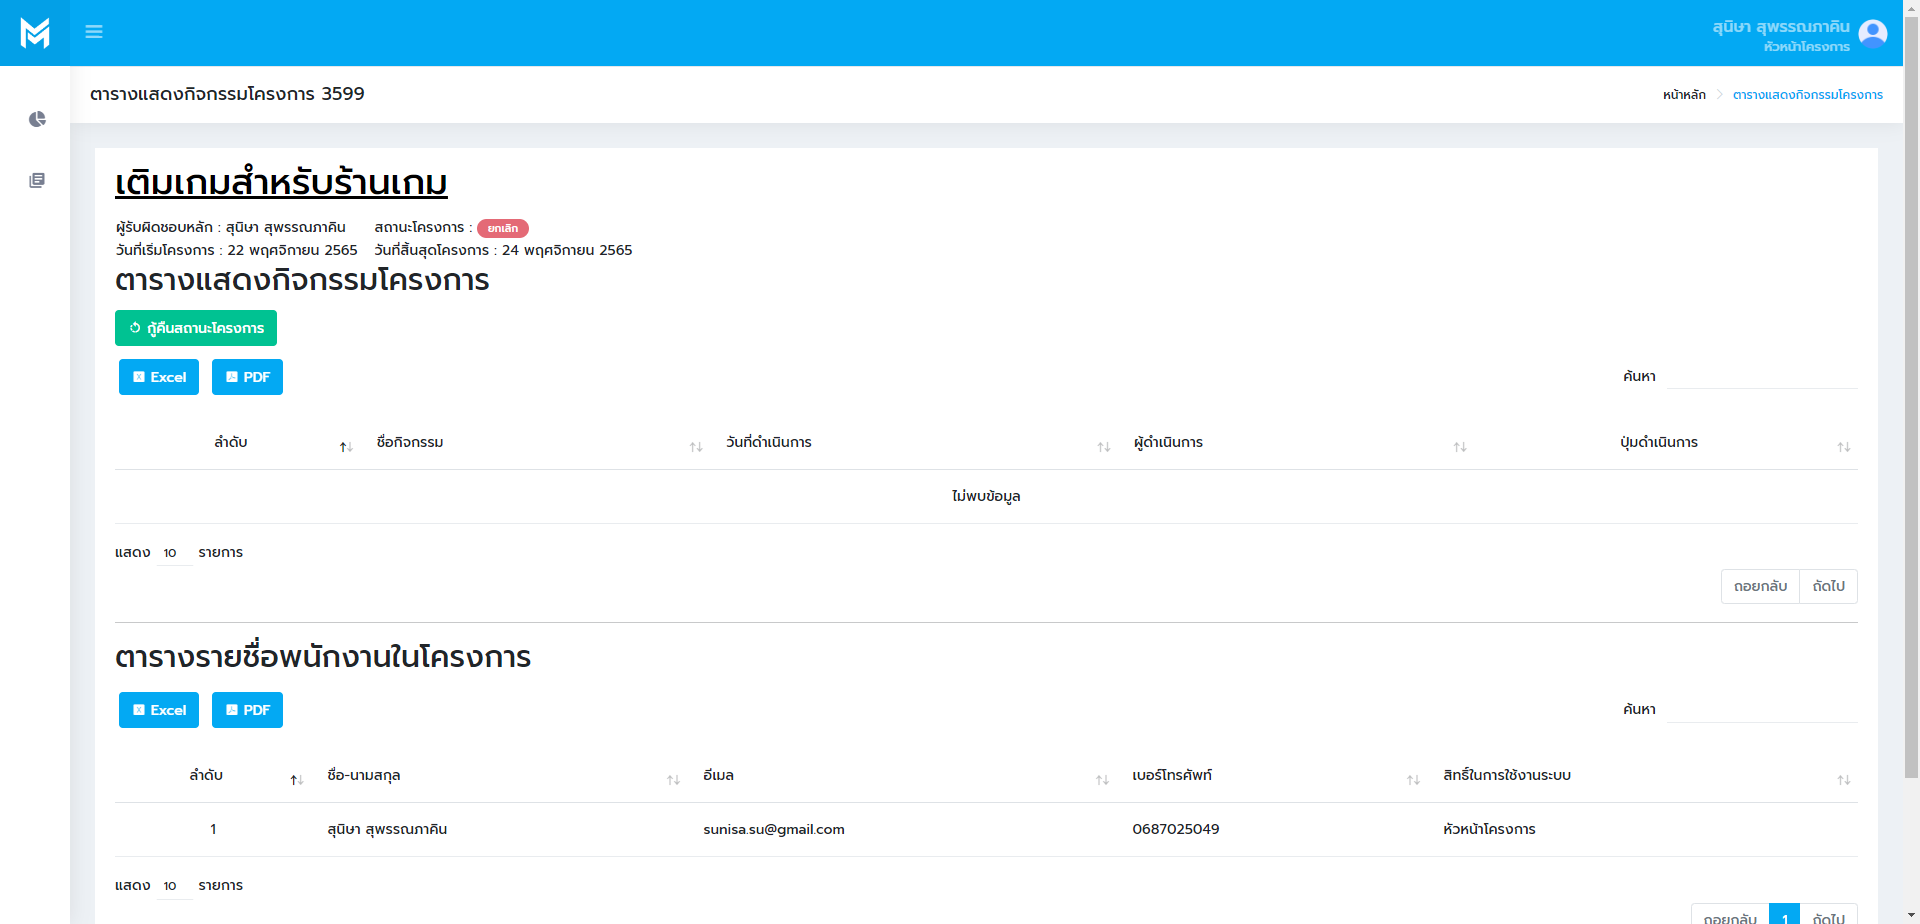 สุนิษา สุพรรณภาคิน
หัวหน้าโครงการ
ตารางแสดงกิจกรรมโครงการ 3599
หน้าหลัก
ตารางแสดงกิจกรรมโครงการ
เติมเกมสำหรับร้านเกม
ผู้รับผิดชอบหลัก : สุนิษา สุพรรณภาคิน สถานะโครงการ : ยกเลิก
วันที่เริ่มโครงการ : 22 พฤศจิกายน 2565 วันที่สิ้นสุดโครงการ : 24 พฤศจิกายน 2565
ตารางแสดงกิจกรรมโครงการ
กู้คืนสถานะโครงการ
Excel PDF ค้นหา
ลำดับ ชื่อกิจกรรม วันที่ดำเนินการ ผู้ดำเนินการ ปุ่มดำเนินการ
ไม่พบข้อมูล
แสดง 10 รายการ
ถอยกลับ ถัดไป
ตารางรายชื่อพนักงานในโครงการ
Excel PDF ค้นหา
ลำดับ ชื่อ-นามสกุล อีเมล เบอร์โทรศัพท์ สิทธิ์ในการใช้งานระบบ
1 สุนิษา สุพรรณภาคิน sunisa.su@gmail.com 0687025049 หัวหน้าโครงการ
แสดง 10 รายการ
ถอยกลับ 1 ถัดไป